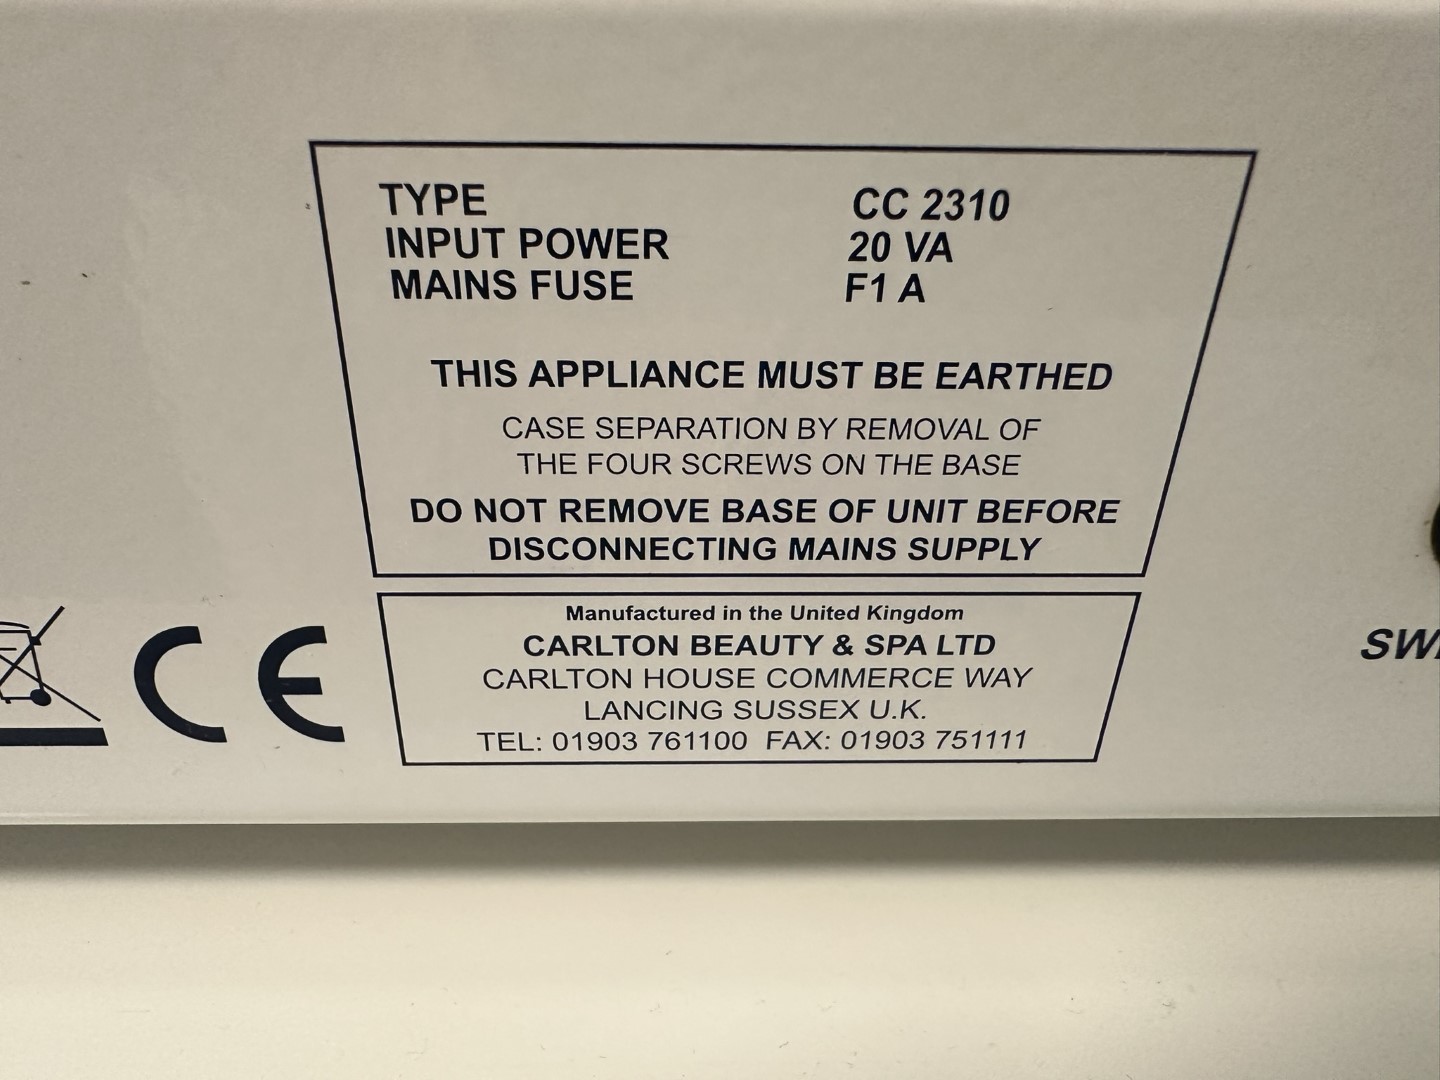 TYPE CC 2310
INPUT POWER 20 VA
MAINS FUSE F1 A
THIS APPLIANCE MUST BE EARTHED
CASE SEPARATION BY REMOVAL OF
THE FOUR SCREWS ON THE BASE
DO NOT REMOVE BASE OF UNIT BEFORE
DISCONNECTING MAINS SUPPLY
Manufactured in the United Kingdom
CARLTON BEAUTY & SPA LTD
CARLTON HOUSE COMMERCE WAY
LANCING SUSSEX U.K.
TEL: 01903 761100 FAX: 01903 751111
CE